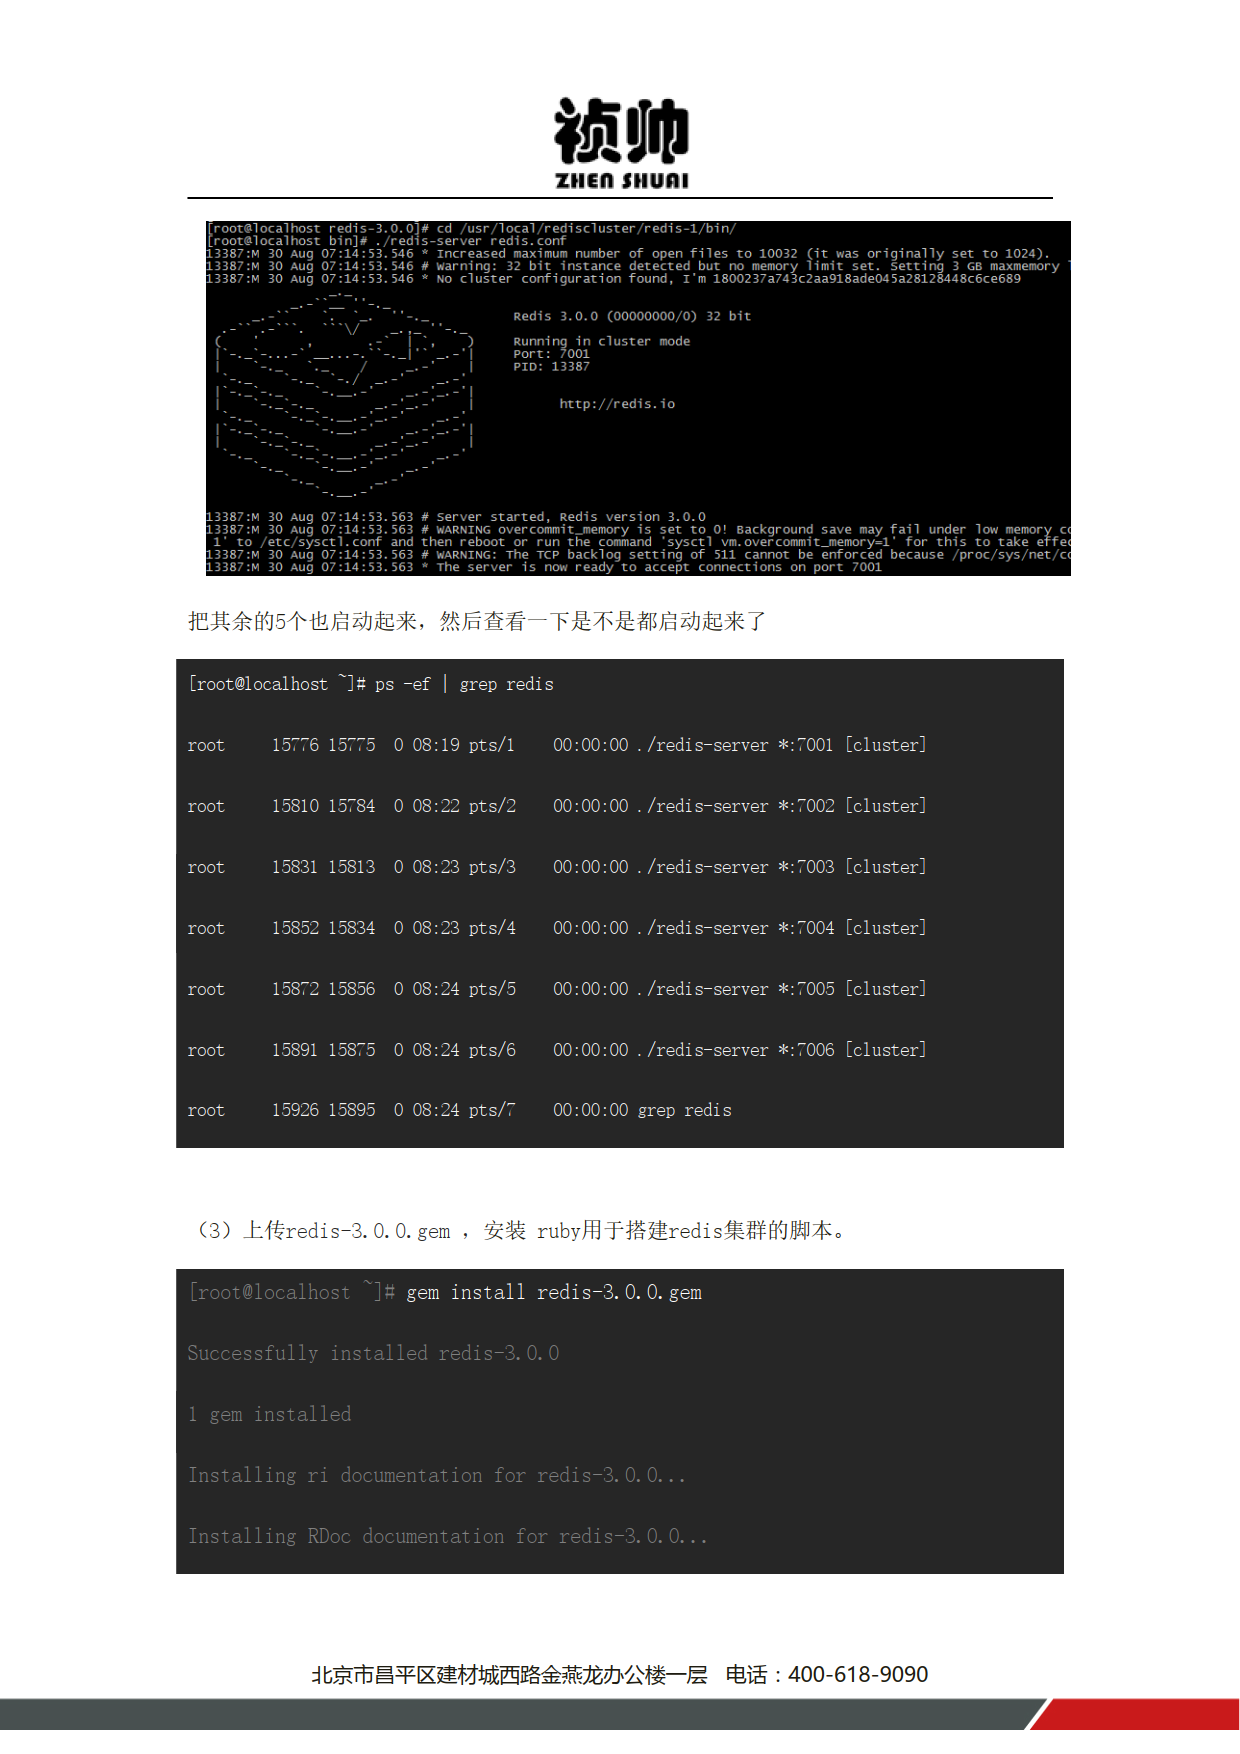 祯帅
ZHEN SHUAI
[root@localhost redis-3.0.0]# cd /usr/local/rediscluster/redis-1/bin/
[root@localhost bin]# ./redis-server redis.conf
13387:M 30 Aug 07:14:53.546 * Increased maximum number of open files to 10032 (it was originally set to 1024).
13387:M 30 Aug 07:14:53.546 # Warning: 32 bit instance detected but no memory limit set. Setting 3 GB maxmemory
13387:M 30 Aug 07:14:53.546 * No cluster configuration found, I'm 1800237a743c2aa918ade045a28128448c6ce689
Redis 3.0.0 (00000000/0) 32 bit
Running in cluster mode
Port: 7001
PID: 13387
http://redis.io
13387:M 30 Aug 07:14:53.563 # Server started, Redis version 3.0.0
13387:M 30 Aug 07:14:53.563 # WARNING overcommit_memory is set to 0! Background save may fail under low memory co
1' to /etc/sysctl.conf and then reboot or run the command 'sysctl vm.overcommit_memory=1' for this to take effec
13387:M 30 Aug 07:14:53.563 # WARNING: The TCP backlog setting of 511 cannot be enforced because /proc/sys/net/co
13387:M 30 Aug 07:14:53.563 * The server is now ready to accept connections on port 7001
把其余的5个也启动起来，然后查看一下是不是都启动起来了
[root@localhost ~]# ps -ef | grep redis
root 15776 15775 0 08:19 pts/1 00:00:00 ./redis-server *:7001 [cluster]
root 15810 15784 0 08:22 pts/2 00:00:00 ./redis-server *:7002 [cluster]
root 15831 15813 0 08:23 pts/3 00:00:00 ./redis-server *:7003 [cluster]
root 15852 15834 0 08:23 pts/4 00:00:00 ./redis-server *:7004 [cluster]
root 15872 15856 0 08:24 pts/5 00:00:00 ./redis-server *:7005 [cluster]
root 15891 15875 0 08:24 pts/6 00:00:00 ./redis-server *:7006 [cluster]
root 15926 15895 0 08:24 pts/7 00:00:00 grep redis
（3）上传redis-3.0.0.gem ，安装 ruby用于搭建redis集群的脚本。
[root@localhost ~]# gem install redis-3.0.0.gem
Successfully installed redis-3.0.0
1 gem installed
Installing ri documentation for redis-3.0.0...
Installing RDoc documentation for redis-3.0.0...
北京市昌平区建材城西路金燕龙办公楼一层 电话：400-618-9090